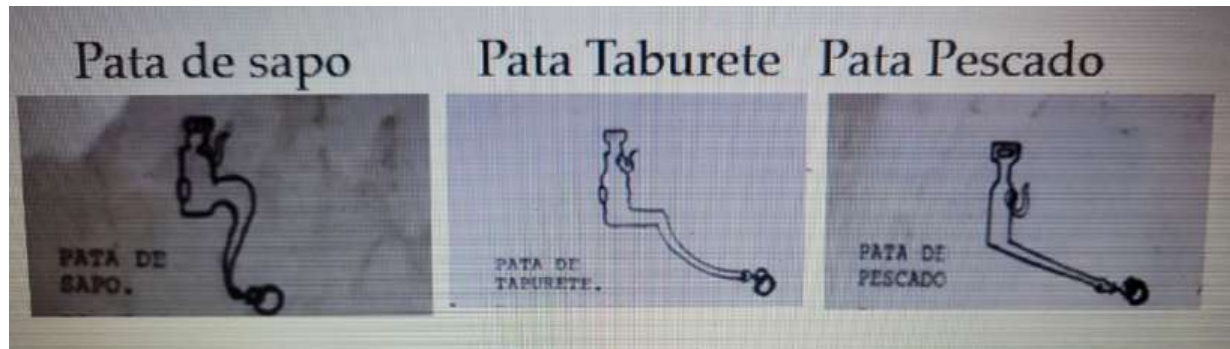 Pata de sapo
Pata Taburete
Pata Pescado
PATA DE
SAPO.
PATA DE
TABURETE.
PATA DE
PESCADO